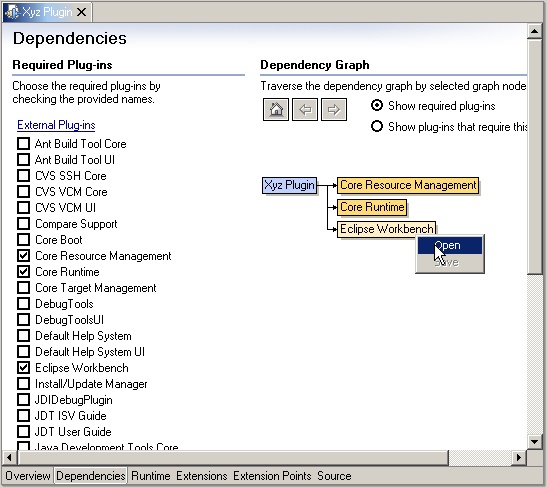 Xyz Plugin
Dependencies
Required Plug-ins
Choose the required plug-ins by
checking the provided names.
External Plug-ins
Ant Build Tool Core
Ant Build Tool UI
CVS SSH Core
CVS VCM Core
CVS VCM UI
Compare Support
Core Boot
Core Resource Management
Core Runtime
Core Target Management
DebugTools
DebugToolsUI
Default Help System
Default Help System UI
Eclipse Workbench
Install/Update Manager
JDIDebugPlugin
JDT ISV Guide
JDT User Guide
Java Development Tools Core
Dependency Graph
Traverse the dependency graph by selected graph node
Show required plug-ins
Show plug-ins that require this
Xyz Plugin
Core Resource Management
Core Runtime
Eclipse Workbench
Open
Save
Overview Dependencies Runtime Extensions Extension Points Source